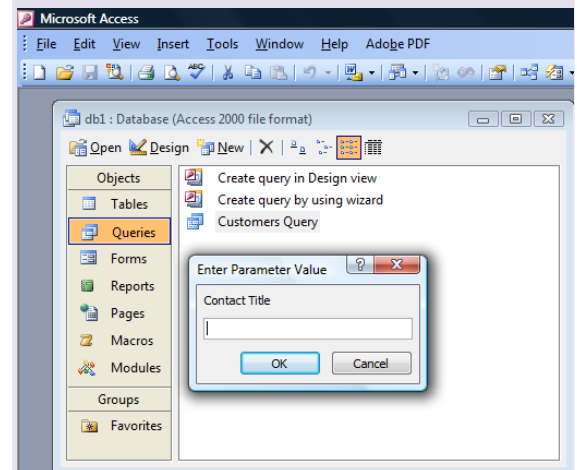 Microsoft Access
File Edit View Insert Tools Window Help Adobe PDF
db1 : Database (Access 2000 file format)
Open Design New
Objects
Tables
Queries
Forms
Reports
Pages
Macros
Modules
Groups
Favorites
Create query in Design view
Create query by using wizard
Customers Query
Enter Parameter Value
Contact Title
OK Cancel